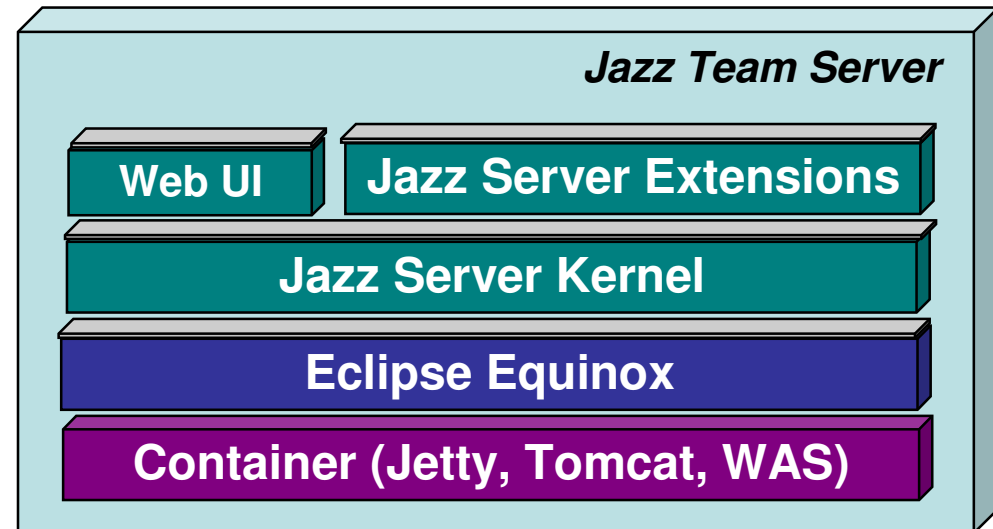 Jazz Team Server
Web UI
Jazz Server Extensions
Jazz Server Kernel
Eclipse Equinox
Container (Jetty, Tomcat, WAS)